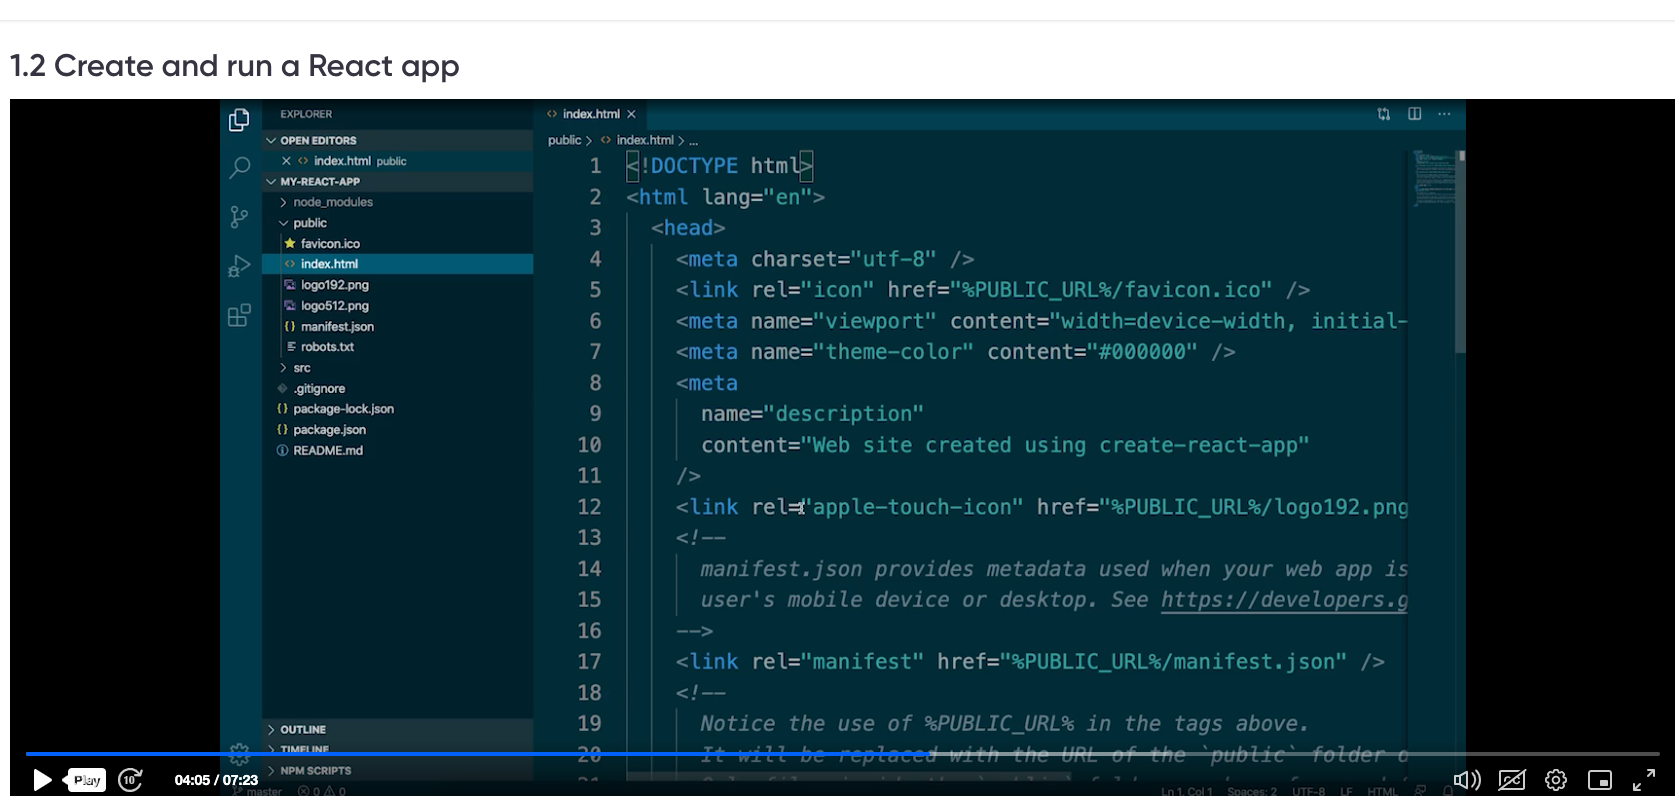 1.2 Create and run a React app
EXPLORER
OPEN EDITORS
index.html public
MY-REACT-APP
node_modules
public
favicon.ico
index.html
logo192.png
logo512.png
manifest.json
robots.txt
src
.gitignore
package-lock.json
package.json
README.md
OUTLINE
TIMELINE
NPM SCRIPTS
index.html
public > <> index.html > ...
1 <!DOCTYPE html>
2 <html lang="en">
3 <head>
4 <meta charset="utf-8" />
5 <link rel="icon" href="%PUBLIC_URL%/favicon.ico" />
6 <meta name="viewport" content="width=device-width, initial-
7 <meta name="theme-color" content="#000000" />
8 <meta
9 name="description"
10 content="Web site created using create-react-app"
11 />
12 <link rel="apple-touch-icon" href="%PUBLIC_URL%/logo192.png
13 <!--
14 manifest.json provides metadata used when your web app is
15 user's mobile device or desktop. See https://developers.g
16 -->
17 <link rel="manifest" href="%PUBLIC_URL%/manifest.json" />
18 <!--
19 Notice the use of %PUBLIC_URL% in the tags above.
20 It will be replaced with the URL of the `public` folder
Play
10
04:05 / 07:23
master 0 0
Ln 1, Col 1 Spaces: 2 UTF-8 LF HTML